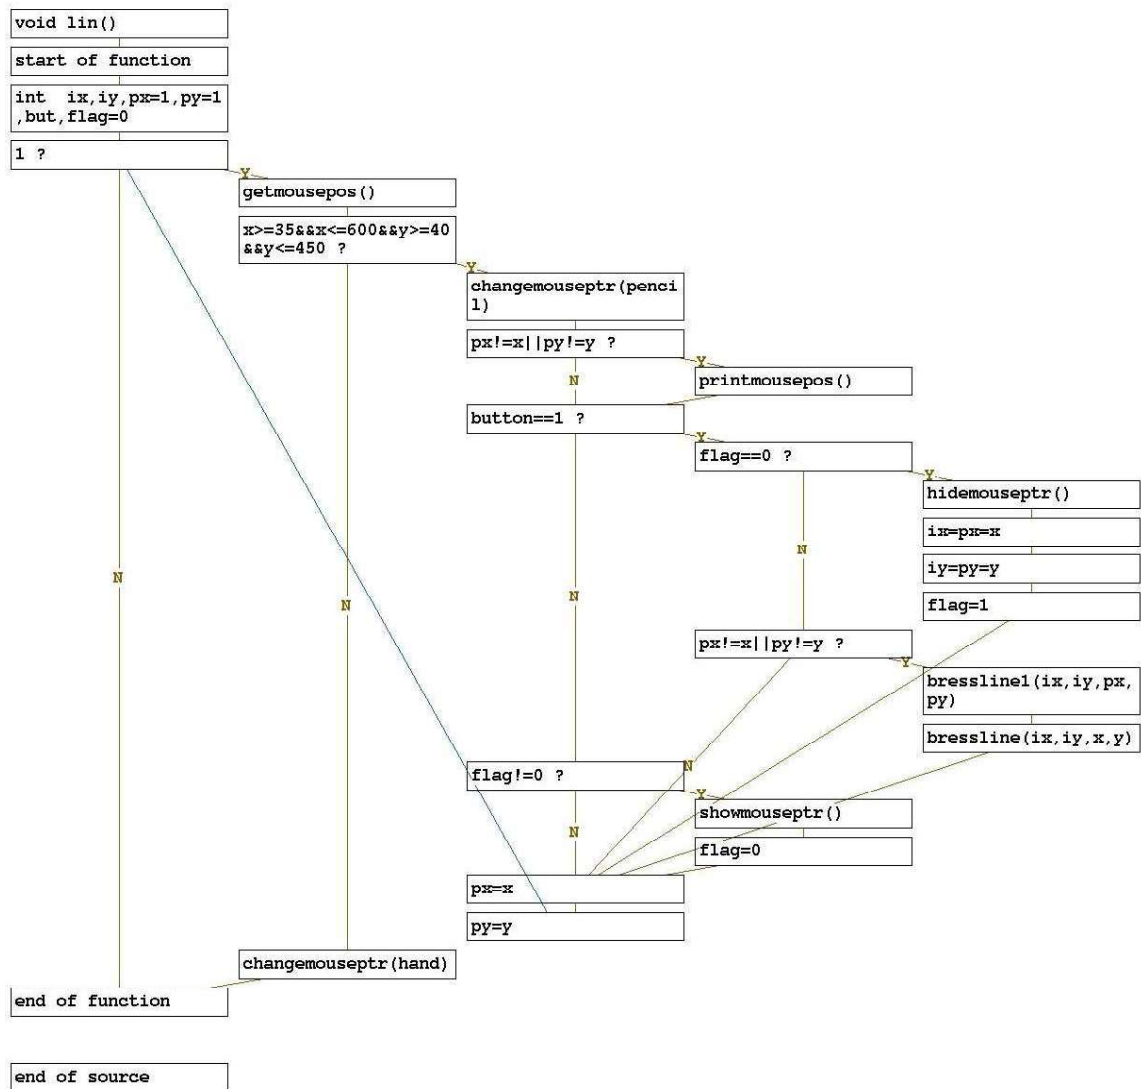 void lin()
start of function
int  ix,iy,px=1,py=1
,but,flag=0
1 ?
Y
getmousepos()
x>=35&&x<=600&&y>=40
&&y<=450 ?
Y
changemouseptr(penci
l)
px!=x||py!=y ?
Y
printmousepos()
N
button==1 ?
Y
flag==0 ?
Y
hidemouseptr()
ix=px=x
iy=py=y
flag=1
N
N
N
N
px!=x||py!=y ?
Y
bressline1(ix,iy,px,
py)
bressline(ix,iy,x,y)
N
flag!=0 ?
Y
showmouseptr()
flag=0
N
px=x
py=y
changemouseptr(hand)
end of function
end of source